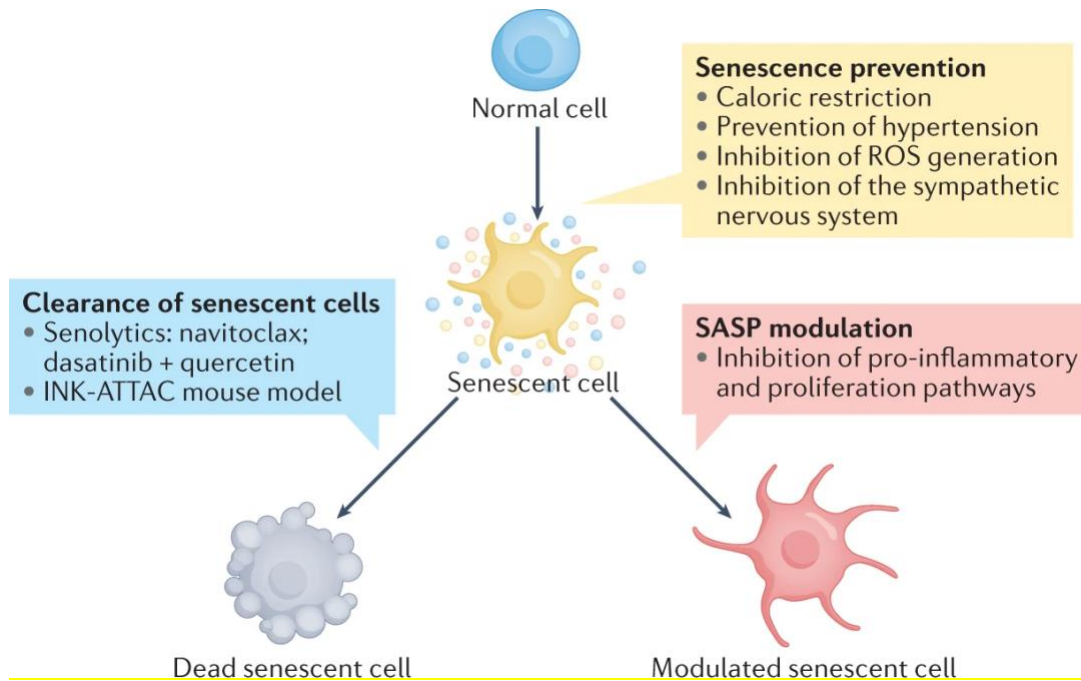 Normal cell
Senescence prevention
• Caloric restriction
• Prevention of hypertension
• Inhibition of ROS generation
• Inhibition of the sympathetic
nervous system
Clearance of senescent cells
• Senolytics: navitoclax;
dasatinib + quercetin
• INK-ATTAC mouse model
Senescent cell
SASP modulation
• Inhibition of pro-inflammatory
and proliferation pathways
Dead senescent cell
Modulated senescent cell